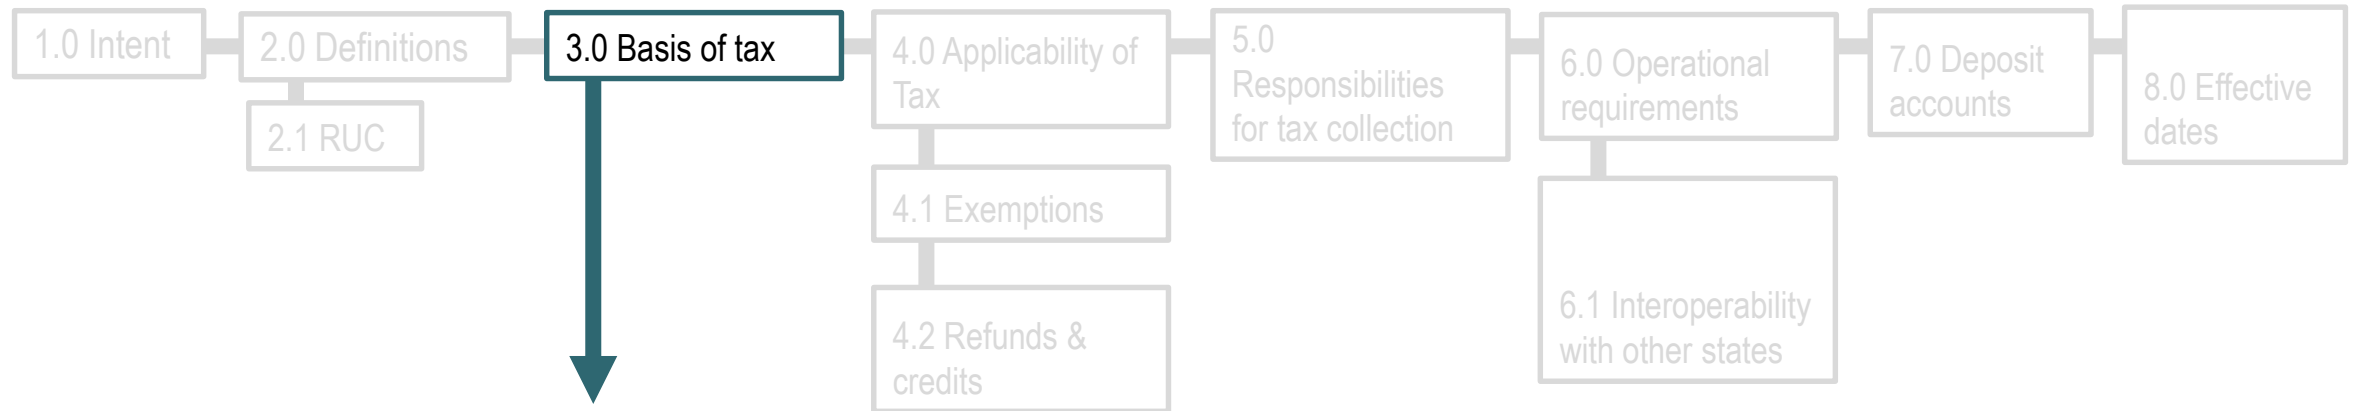 1.0 Intent
2.0 Definitions
2.1 RUC
3.0 Basis of tax
4.0 Applicability of
Tax
4.1 Exemptions
4.2 Refunds &
credits
5.0
Responsibilities
for tax collection
6.0 Operational
requirements
6.1 Interoperability
with other states
7.0 Deposit
accounts
8.0 Effective
dates